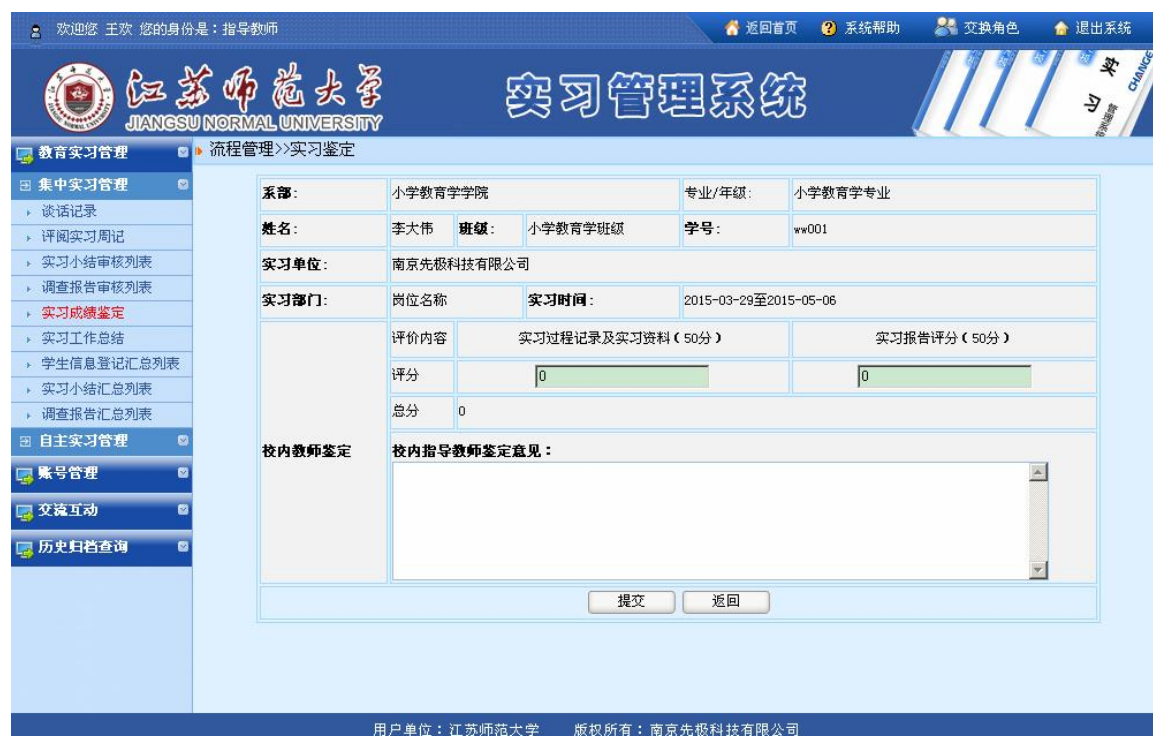 欢迎您 王欢 您的身份是：指导教师 返回首页 系统帮助 交换角色 退出系统
江苏师范大学
JIANGSU NORMAL UNIVERSITY
实习管理系统
CHANGE
教育实习管理
流程管理>>实习鉴定
集中实习管理
谈话记录
评阅实习周记
实习小结审核列表
调查报告审核列表
实习成绩鉴定
实习工作总结
学生信息登记汇总列表
实习小结汇总列表
调查报告汇总列表
自主实习管理
账号管理
交流互动
历史归档查询
系部: 小学教育学学院 专业/年级: 小学教育学专业
姓名: 李大伟 班级: 小学教育学班级 学号: ww001
实习单位: 南京先极科技有限公司
实习部门: 岗位名称 实习时间: 2015-03-29至2015-05-06
校内教师鉴定
评价内容 实习过程记录及实习资料（50分） 实习报告评分（50分）
评分 0 0
总分 0
校内指导教师鉴定意见：
提交 返回
用户单位：江苏师范大学 版权所有：南京先极科技有限公司